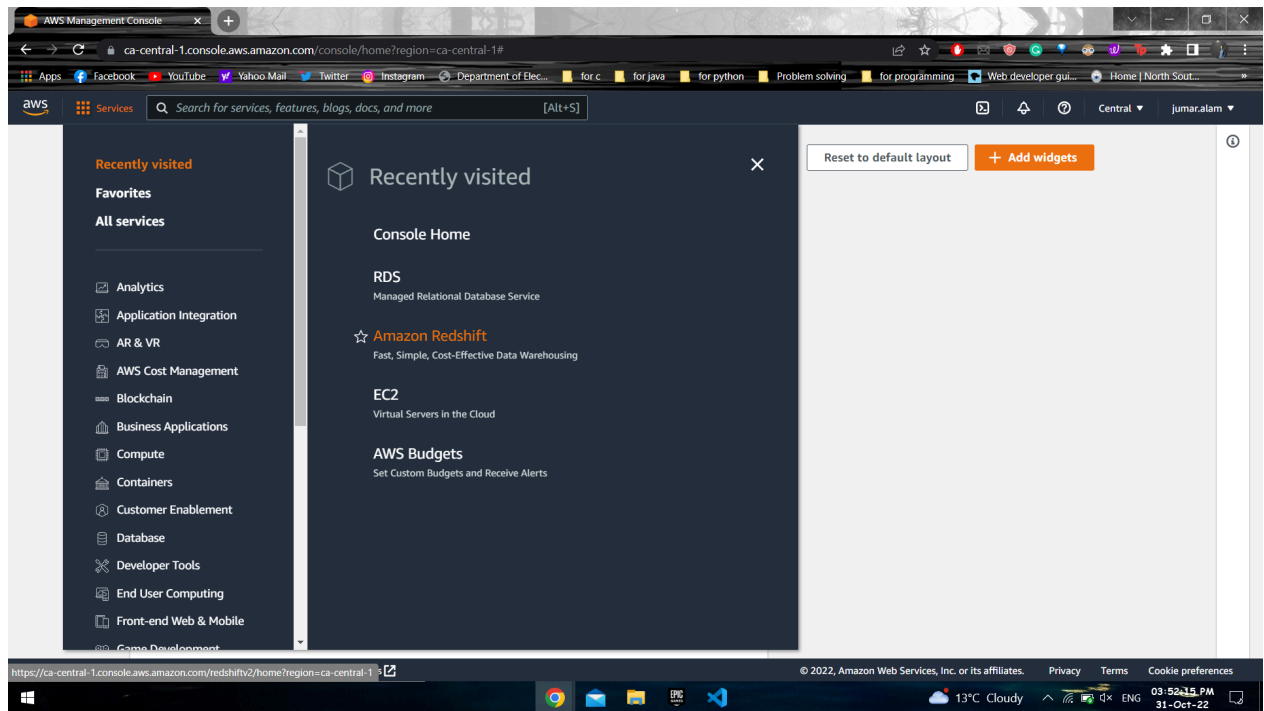 AWS Management Console
ca-central-1.console.aws.amazon.com/console/home?region=ca-central-1#
Apps Facebook YouTube Yahoo Mail Twitter Instagram Department of Elec... for c for java for python Problem solving for programming Web developer gui... Home | North Sout... »
aws Services Search for services, features, blogs, docs, and more [Alt+S] Central jumar.alam
Recently visited
Favorites
All services
Analytics
Application Integration
AR & VR
AWS Cost Management
Blockchain
Business Applications
Compute
Containers
Customer Enablement
Database
Developer Tools
End User Computing
Front-end Web & Mobile
Game Development
Recently visited
Console Home
RDS
Managed Relational Database Service
Amazon Redshift
Fast, Simple, Cost-Effective Data Warehousing
EC2
Virtual Servers in the Cloud
AWS Budgets
Set Custom Budgets and Receive Alerts
Reset to default layout + Add widgets
https://ca-central-1.console.aws.amazon.com/redshiftv2/home?region=ca-central-1
© 2022, Amazon Web Services, Inc. or its affiliates. Privacy Terms Cookie preferences
EPIC GAMES
13°C Cloudy ENG 03:52:15 PM
31-Oct-22